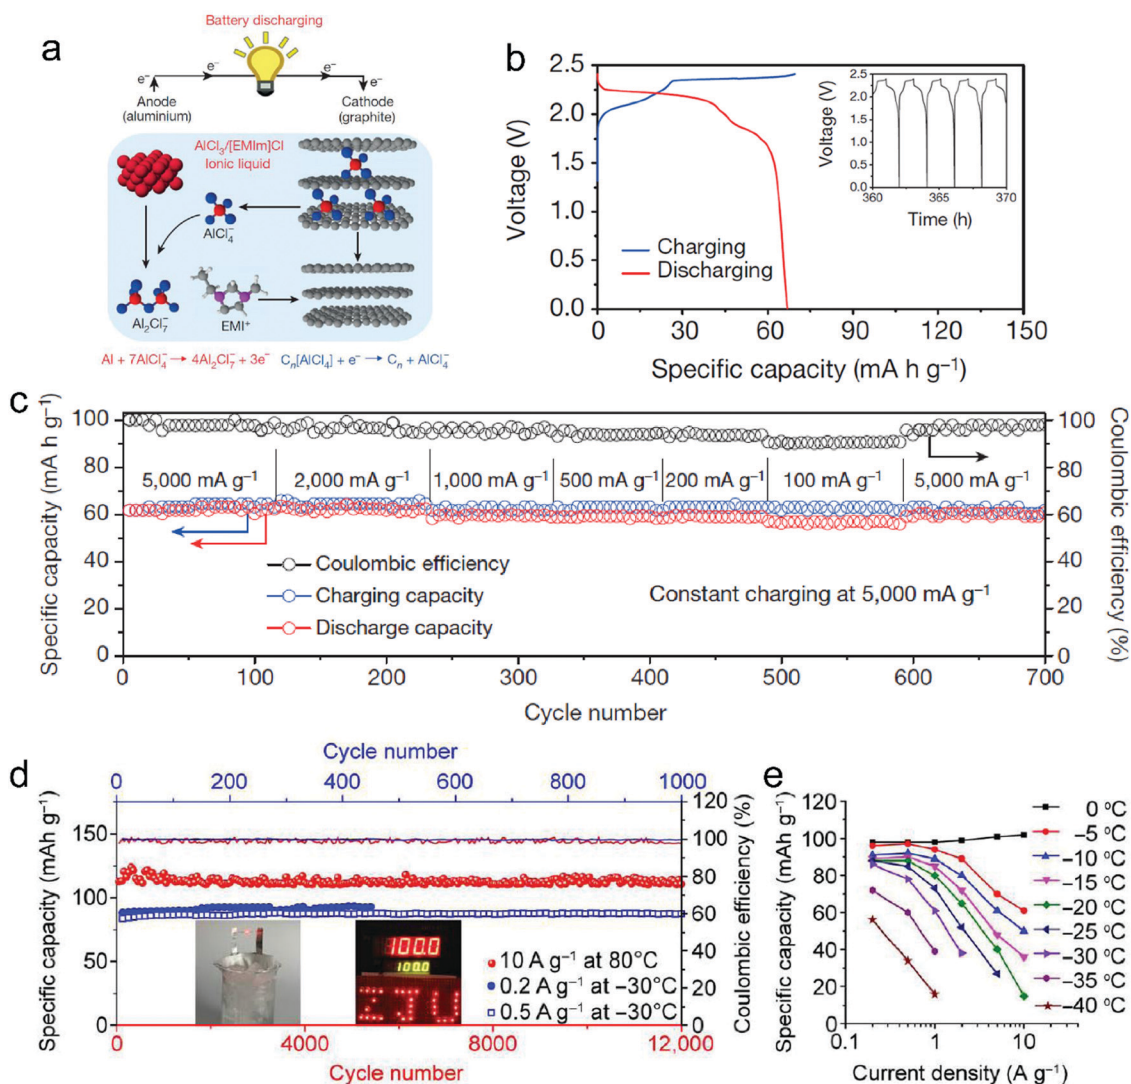 a
Battery discharging
e⁻
e⁻
e⁻
e⁻
Anode
(aluminium)
Cathode
(graphite)
AlCl₃/[EMIm]Cl
Ionic liquid
AlCl₄⁻
Al₂Cl₇⁻
EMI⁺
Al + 7AlCl₄⁻ → 4Al₂Cl₇⁻ + 3e⁻
Cₙ[AlCl₄] + e⁻ → Cₙ + AlCl₄⁻
b
Voltage (V)
2.5
2.0
1.5
1.0
0.5
0.0
0
30
60
90
120
150
Specific capacity (mA h g⁻¹)
Charging
Discharging
Voltage (V)
2.5
2.0
1.5
1.0
0.5
0.0
360
365
370
Time (h)
c
Specific capacity (mA h g⁻¹)
100
80
60
40
20
0
5,000 mA g⁻¹
2,000 mA g⁻¹
1,000 mA g⁻¹
500 mA g⁻¹
200 mA g⁻¹
100 mA g⁻¹
5,000 mA g⁻¹
Coulombic efficiency
Charging capacity
Discharge capacity
Constant charging at 5,000 mA g⁻¹
100
80
60
40
20
0
Coulombic efficiency (%)
0
100
200
300
400
500
600
700
Cycle number
d
Cycle number
0
200
400
600
800
1000
Specific capacity (mAh g⁻¹)
150
100
50
0
120
100
80
60
40
20
0
Coulombic efficiency (%)
100.0
100.0
10 A g⁻¹ at 80°C
0.2 A g⁻¹ at −30°C
0.5 A g⁻¹ at −30°C
0
4000
8000
12,000
Cycle number
e
Specific capacity (mAh g⁻¹)
120
100
80
60
40
20
0
0 °C
−5 °C
−10 °C
−15 °C
−20 °C
−25 °C
−30 °C
−35 °C
−40 °C
0.1
1
10
Current density (A g⁻¹)